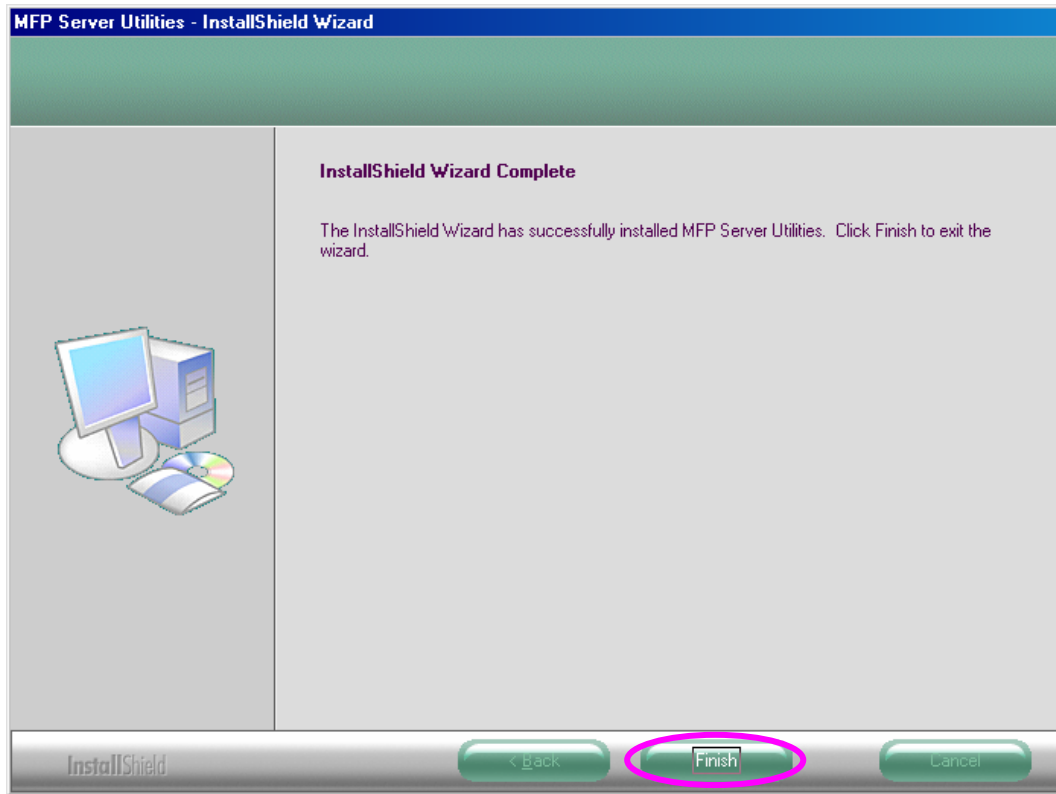 MFP Server Utilities - InstallShield Wizard
InstallShield Wizard Complete
The InstallShield Wizard has successfully installed MFP Server Utilities.  Click Finish to exit the
wizard.
InstallShield
< Back
Finish
Cancel